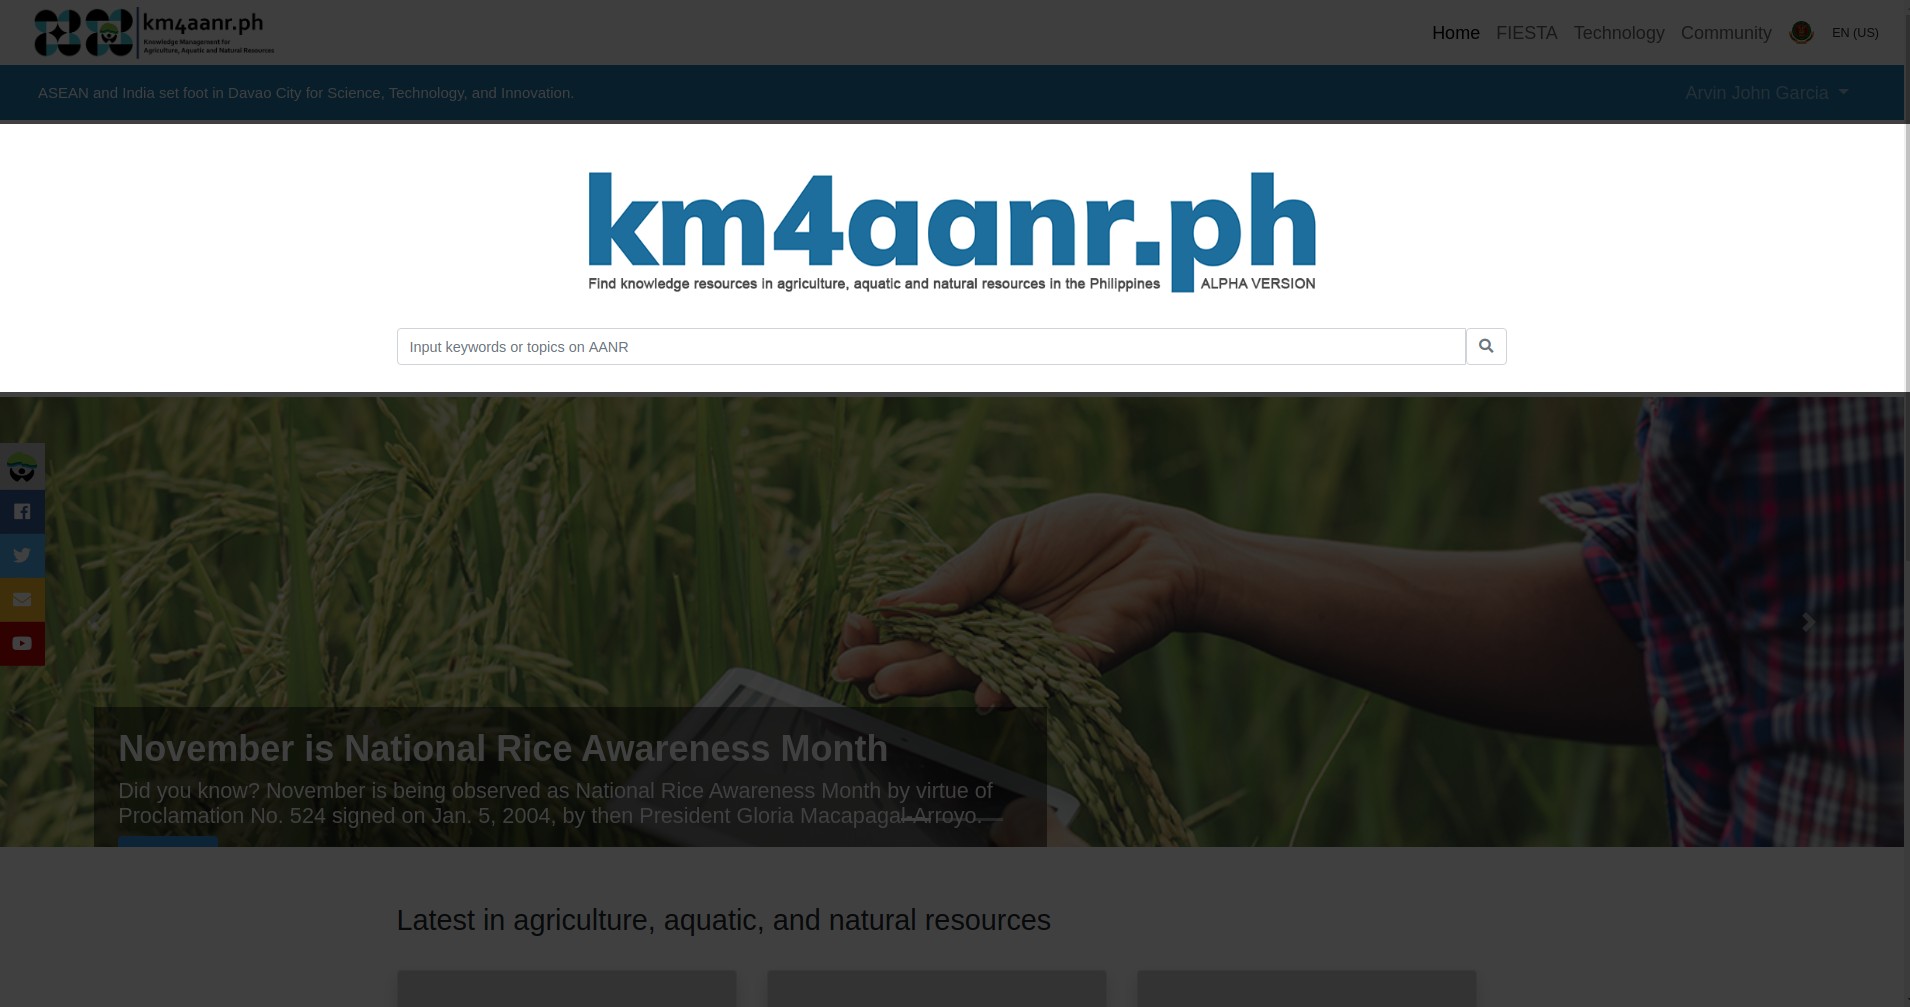 km4aanr.ph
Knowledge Management for
Agriculture, Aquatic and Natural Resources
Home FIESTA Technology Community EN (US)
ASEAN and India set foot in Davao City for Science, Technology, and Innovation.
Arvin John Garcia
km4aanr.ph
Find knowledge resources in agriculture, aquatic and natural resources in the Philippines ALPHA VERSION
Input keywords or topics on AANR
November is National Rice Awareness Month
Did you know? November is being observed as National Rice Awareness Month by virtue of
Proclamation No. 524 signed on Jan. 5, 2004, by then President Gloria Macapagal-Arroyo.
Latest in agriculture, aquatic, and natural resources